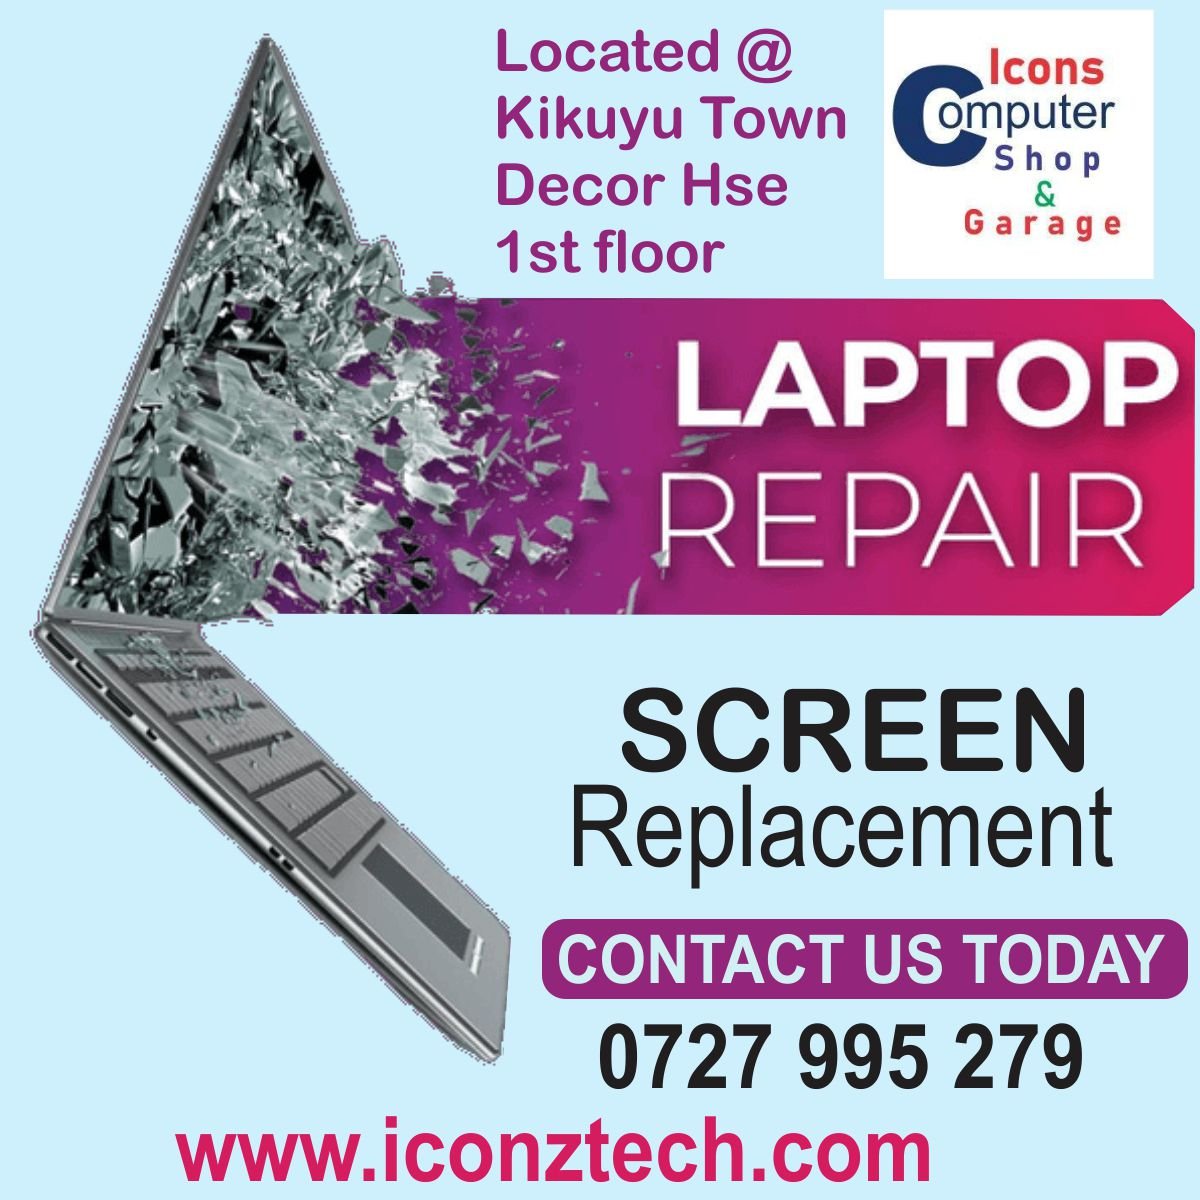 Located @
Kikuyu Town
Decor Hse
1st floor
Icons
Computer
Shop
&
Garage
LAPTOP
REPAIR
SCREEN
Replacement
CONTACT US TODAY
0727 995 279
www.iconztech.com